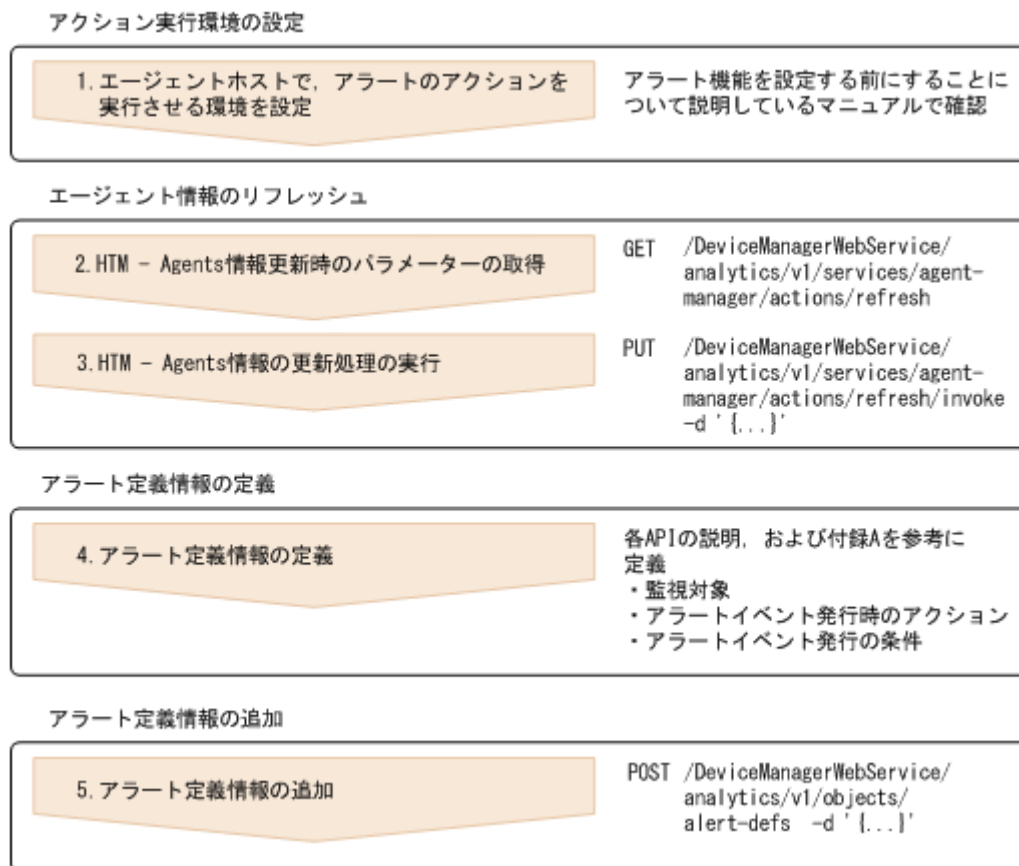 アクション実行環境の設定
1. エージェントホストで，アラートのアクションを
実行させる環境を設定
アラート機能を設定する前にすることに
ついて説明しているマニュアルで確認
エージェント情報のリフレッシュ
2. HTM － Agents情報更新時のパラメーターの取得
GET /DeviceManagerWebService/
analytics/v1/services/agent-
manager/actions/refresh
3. HTM － Agents情報の更新処理の実行
PUT /DeviceManagerWebService/
analytics/v1/services/agent-
manager/actions/refresh/invoke
-d '{...}'
アラート定義情報の定義
4. アラート定義情報の定義
各APIの説明，および付録Aを参考に
定義
・監視対象
・アラートイベント発行時のアクション
・アラートイベント発行の条件
アラート定義情報の追加
5. アラート定義情報の追加
POST /DeviceManagerWebService/
analytics/v1/objects/
alert-defs -d '{...}'